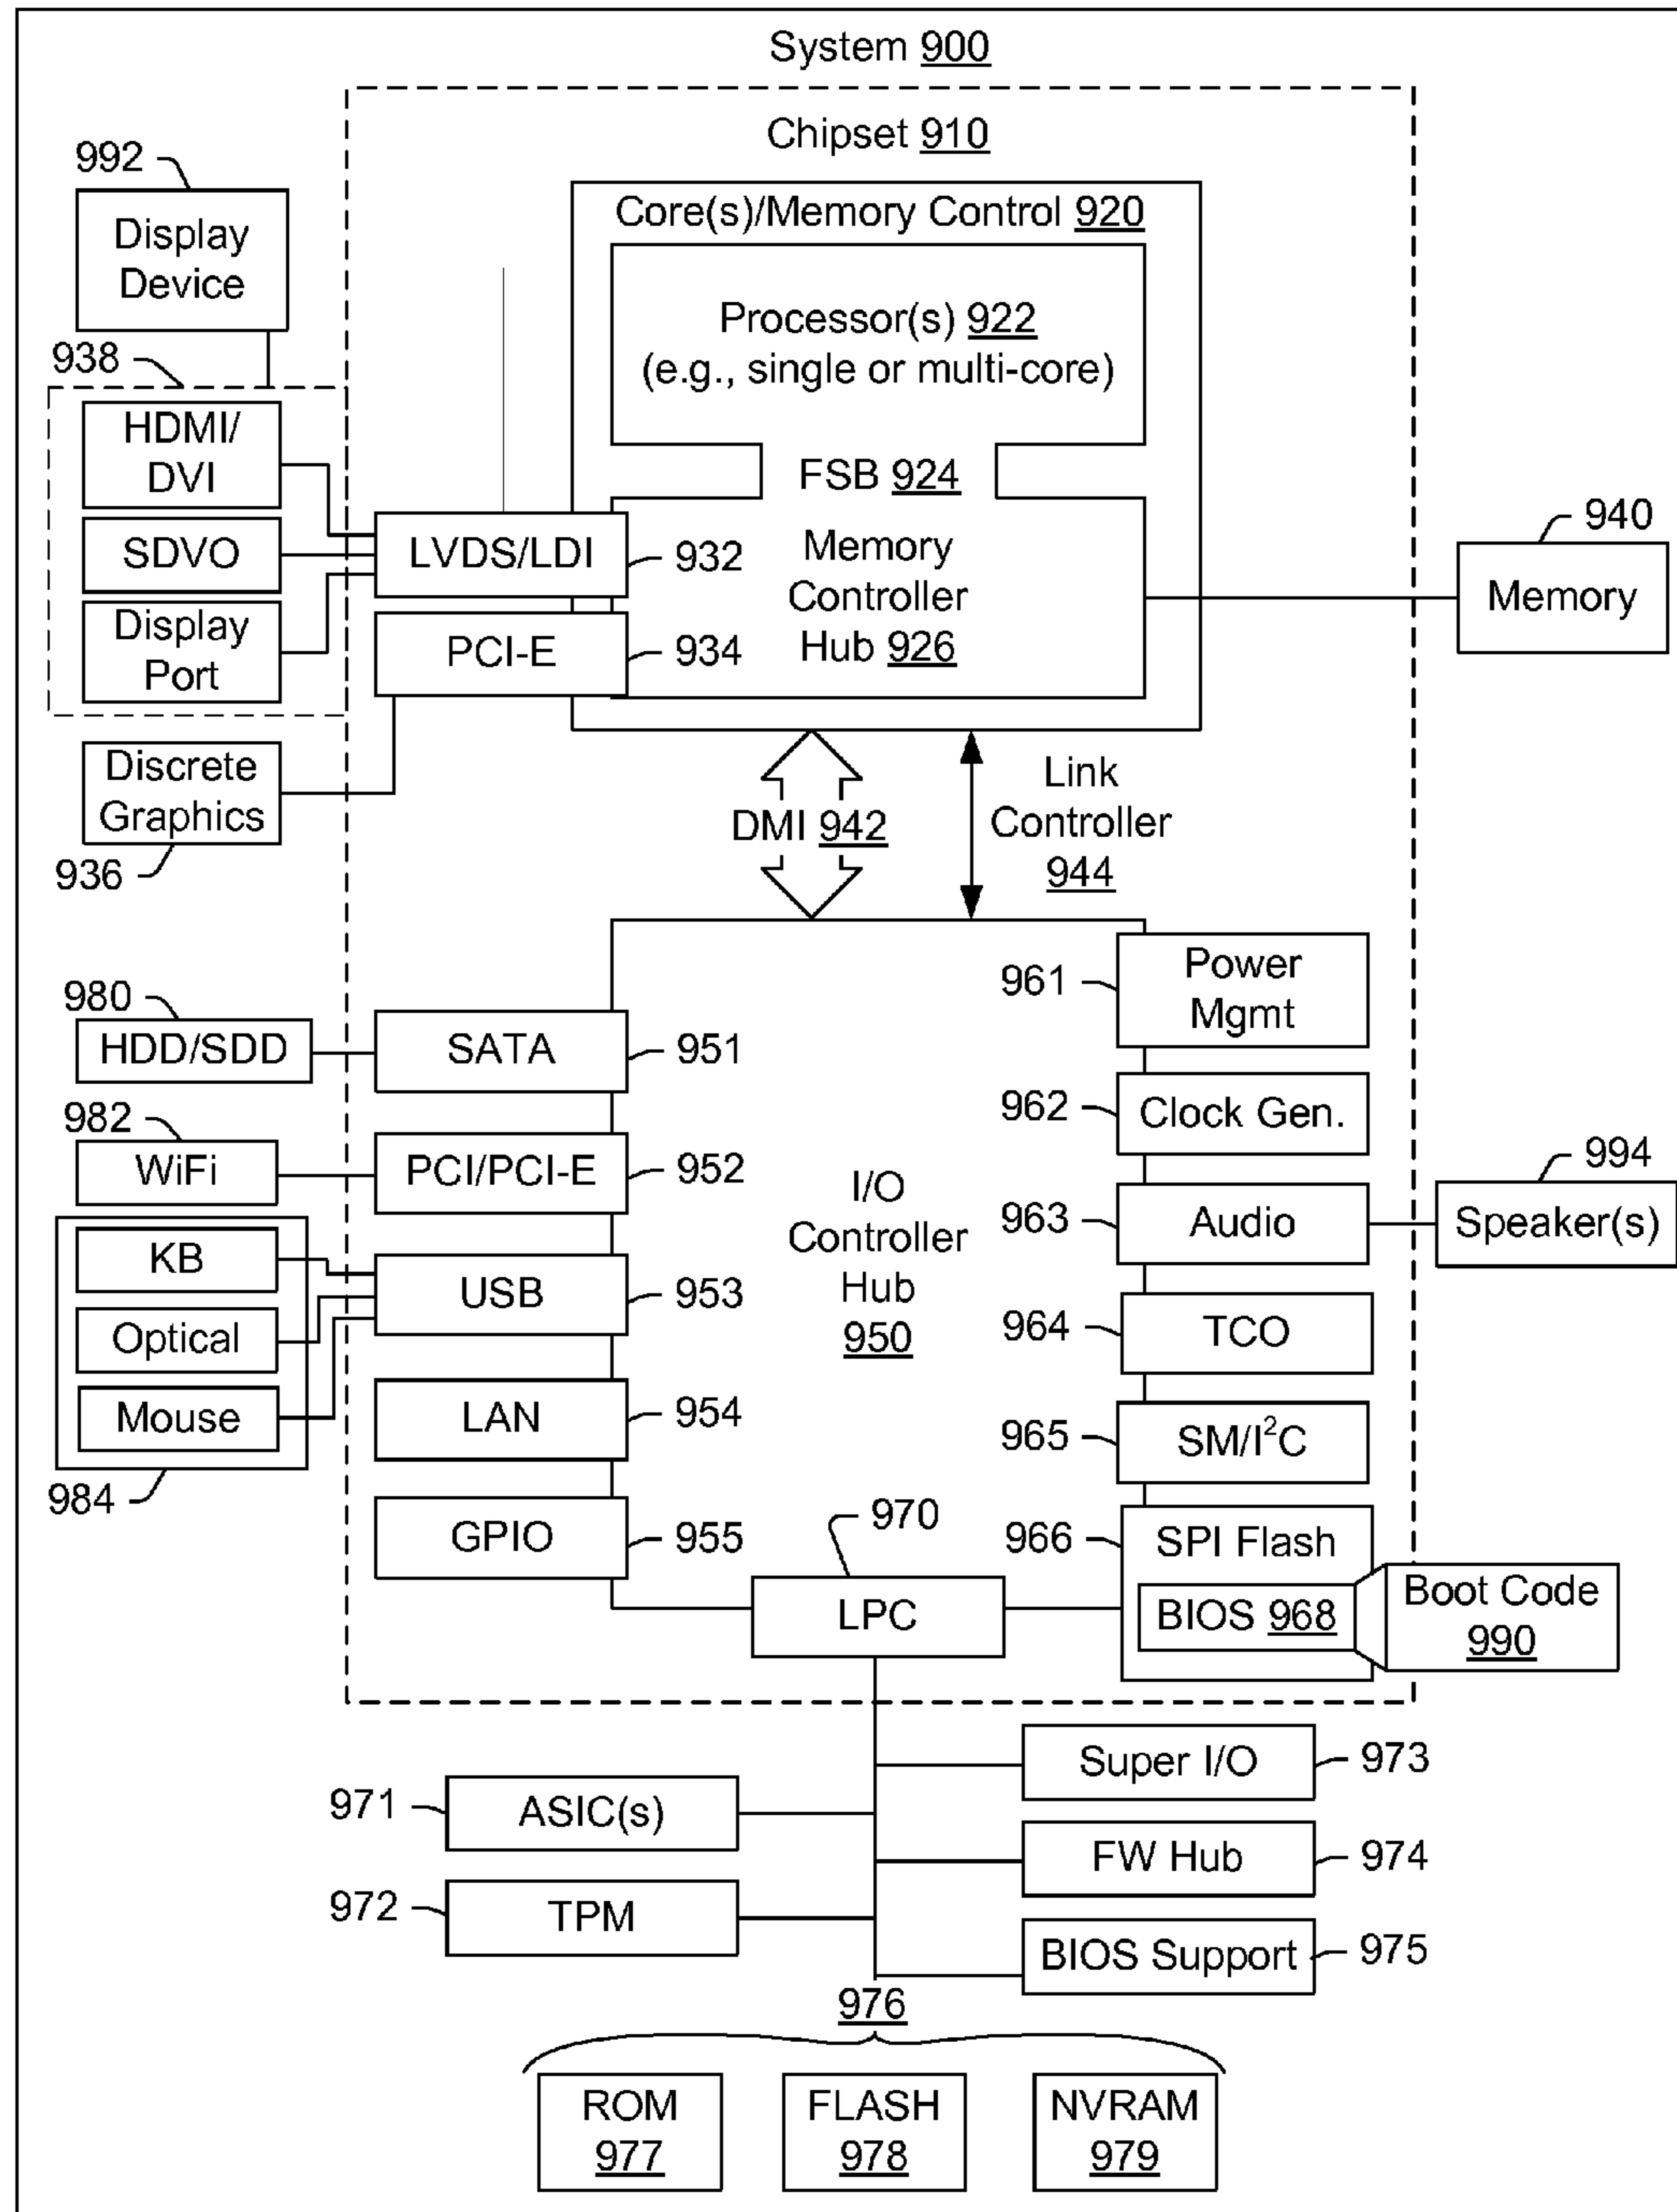 System 900
Chipset 910
992
Display
Device
Core(s)/Memory Control 920
Processor(s) 922
(e.g., single or multi-core)
938
HDMI/
DVI
FSB 924
SDVO
LVDS/LDI
932
Memory
Controller
Hub 926
940
Memory
Display
Port
PCI-E
934
Discrete
Graphics
936
DMI 942
Link
Controller
944
961
Power
Mgmt
980
HDD/SDD
SATA
951
962
Clock Gen.
982
WiFi
PCI/PCI-E
952
I/O
Controller
Hub
950
963
Audio
994
Speaker(s)
KB
Optical
Mouse
984
USB
953
964
TCO
LAN
954
965
SM/I²C
GPIO
955
970
LPC
966
SPI Flash
BIOS 968
Boot Code
990
Super I/O
973
971
ASIC(s)
FW Hub
974
972
TPM
BIOS Support
975
976
ROM
977
FLASH
978
NVRAM
979